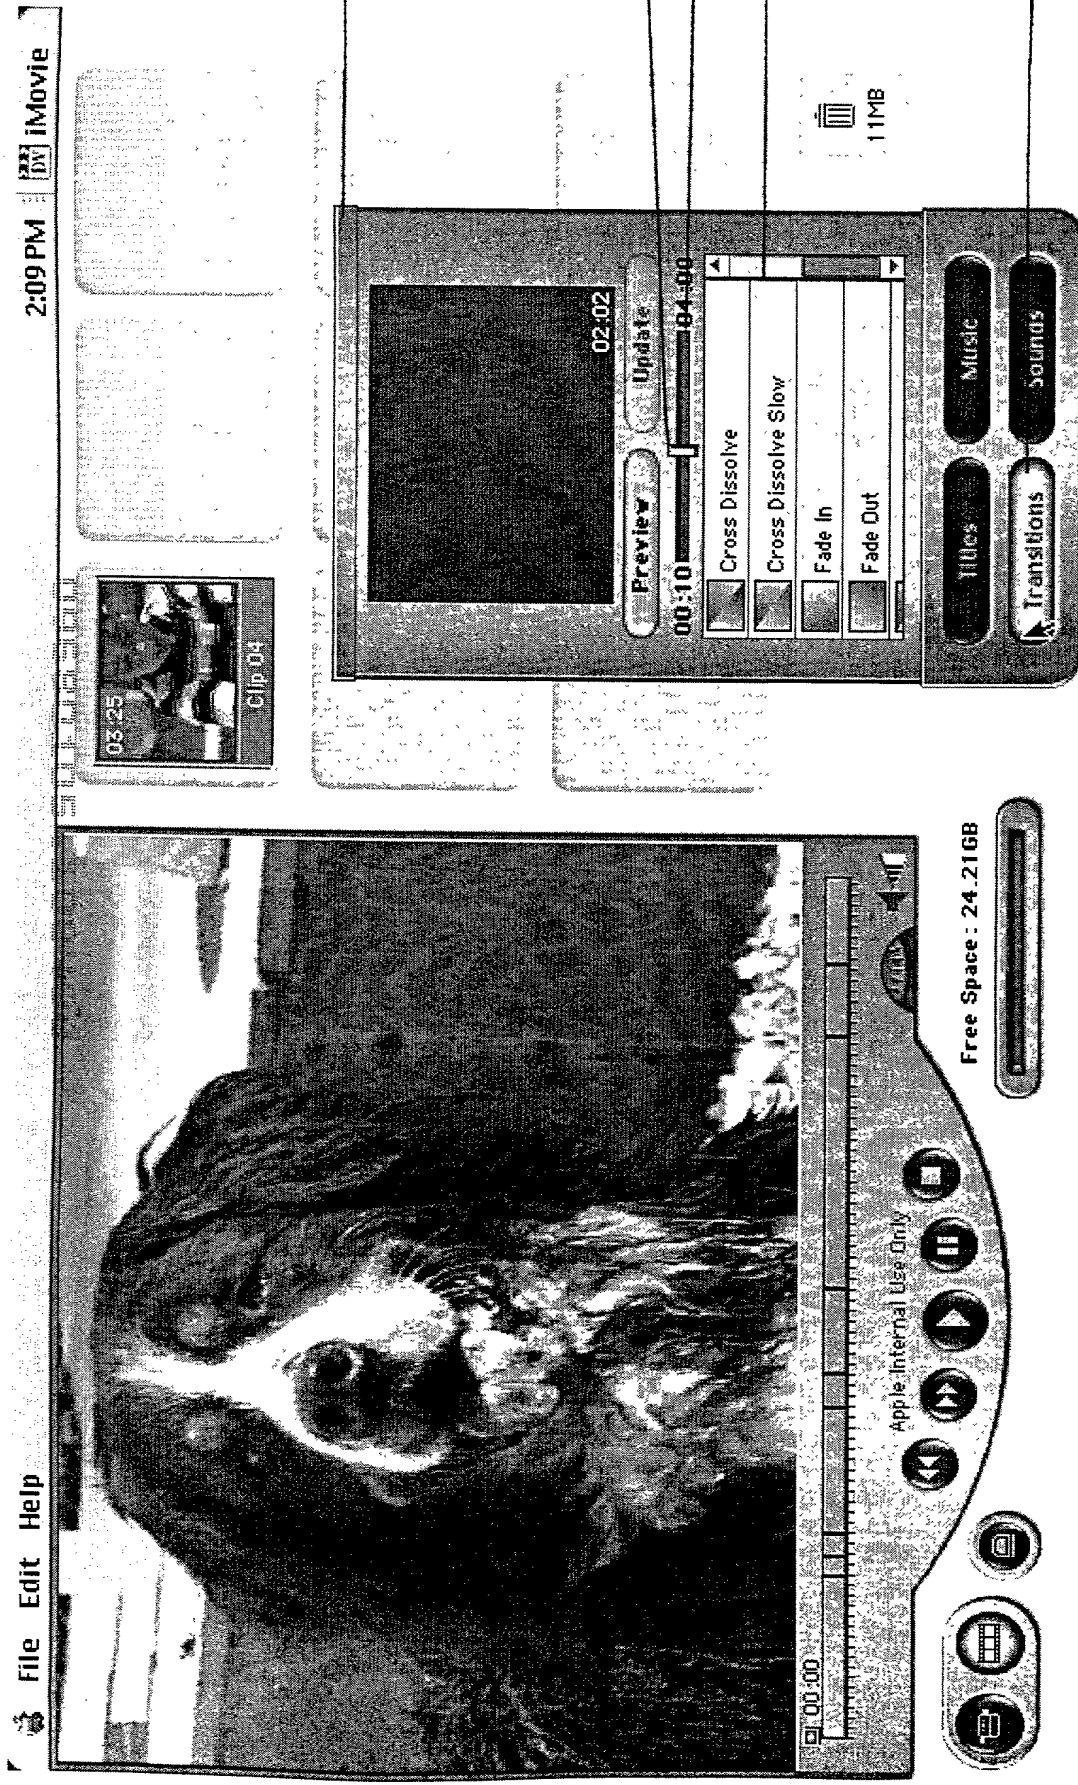 File Edit Help
2:09 PM
DV iMovie
03:25
Clip 04
02:02
Preview
Update
00:10
04:00
Cross Dissolve
Cross Dissolve Slow
Fade In
Fade Out
Titles
Music
Transitions
Sounds
11MB
00:00
Apple Internal Use Only
Free Space : 24.21GB